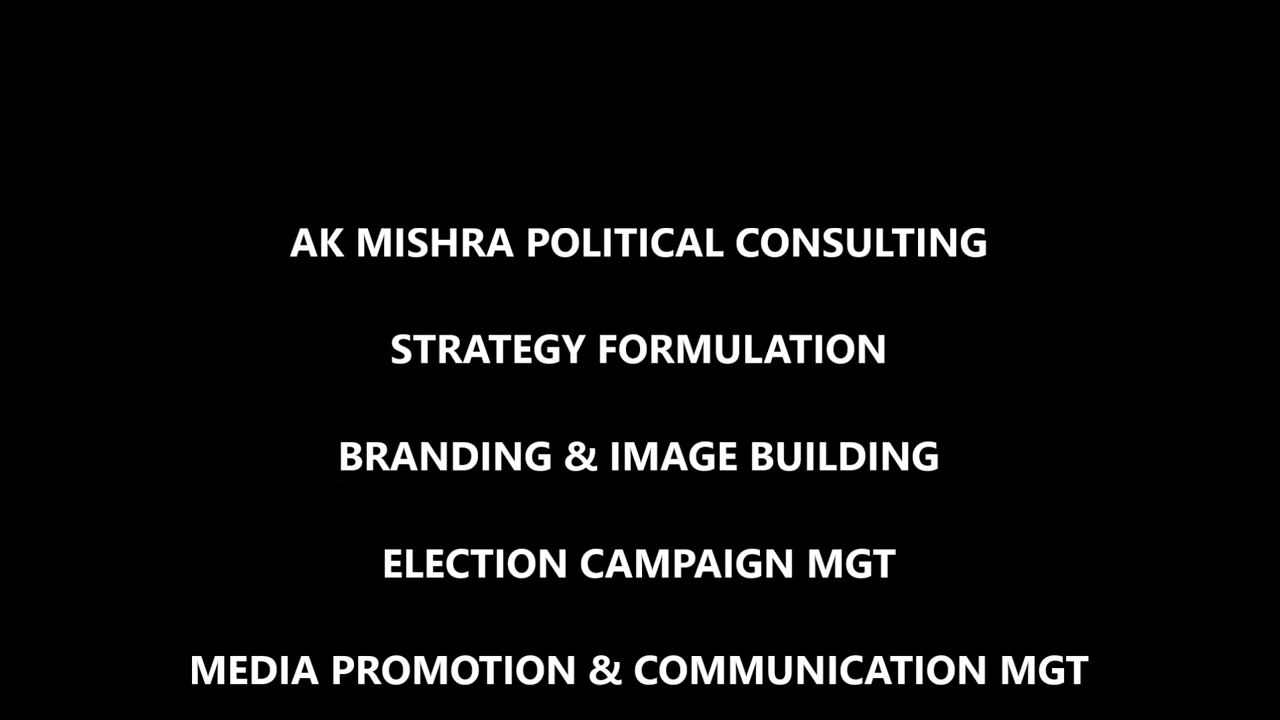 AK MISHRA POLITICAL CONSULTING
STRATEGY FORMULATION
BRANDING & IMAGE BUILDING
ELECTION CAMPAIGN MGT
MEDIA PROMOTION & COMMUNICATION MGT